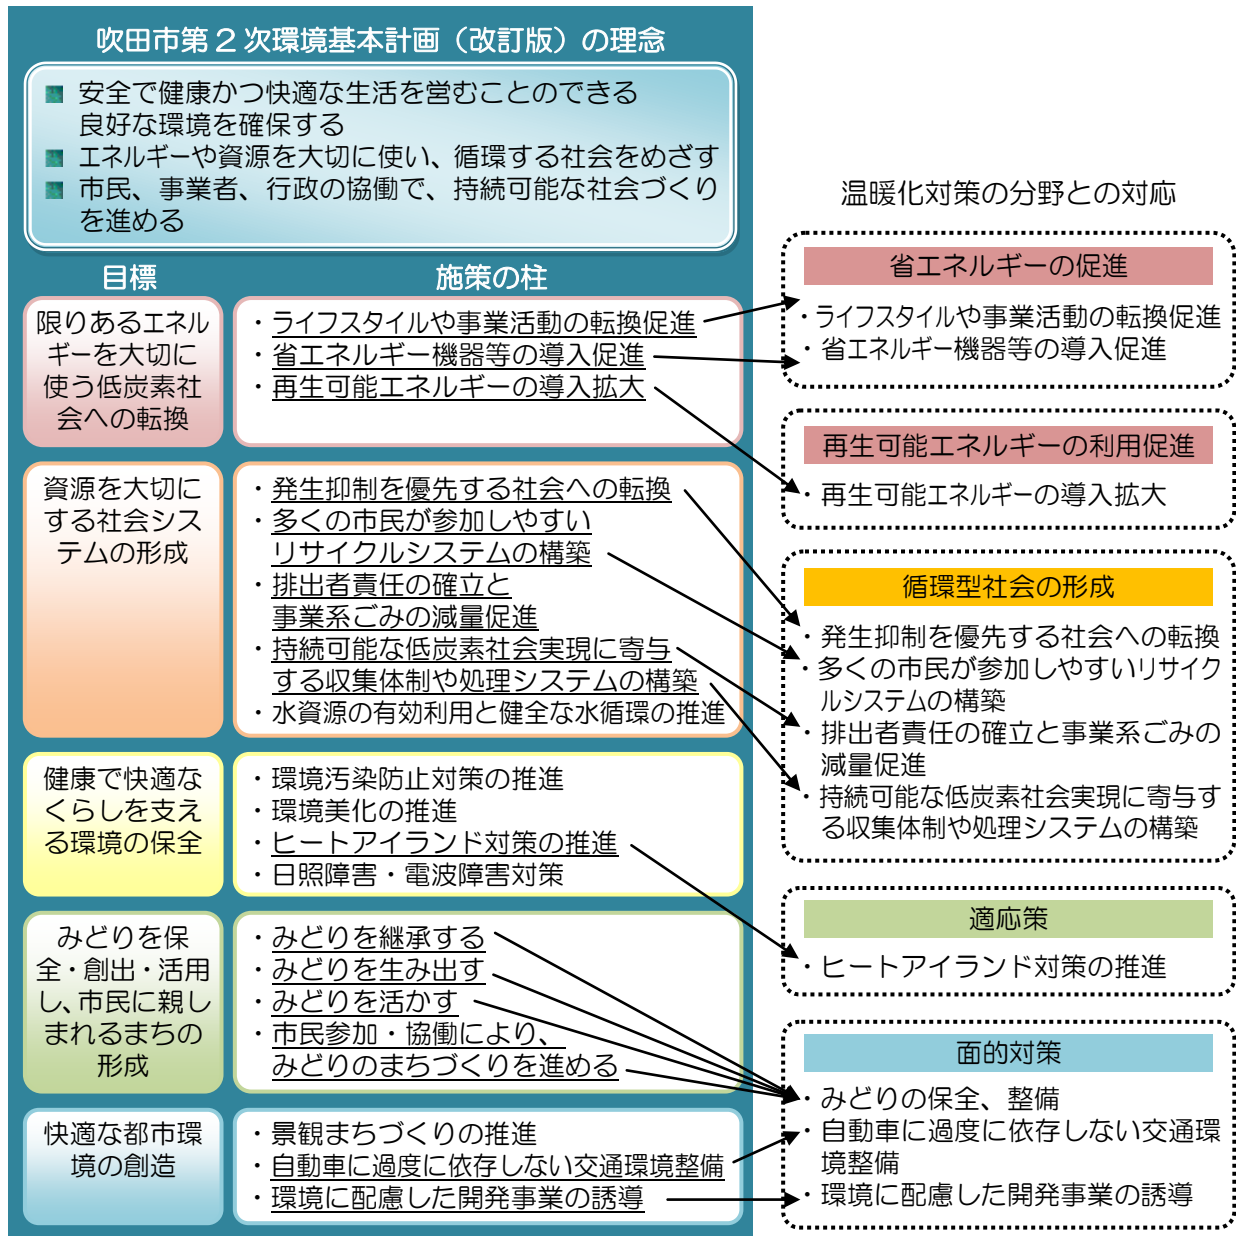 吹田市第２次環境基本計画（改訂版）の理念
■ 安全で健康かつ快適な生活を営むことのできる
良好な環境を確保する
■ エネルギーや資源を大切に使い、循環する社会をめざす
■ 市民、事業者、行政の協働で、持続可能な社会づくり
を進める
目標
施策の柱
限りあるエネル
ギーを大切に
使う低炭素社
会への転換
・ライフスタイルや事業活動の転換促進
・省エネルギー機器等の導入促進
・再生可能エネルギーの導入拡大
資源を大切に
する社会シス
テムの形成
・発生抑制を優先する社会への転換
・多くの市民が参加しやすい
リサイクルシステムの構築
・排出者責任の確立と
事業系ごみの減量促進
・持続可能な低炭素社会実現に寄与
する収集体制や処理システムの構築
・水資源の有効利用と健全な水循環の推進
健康で快適な
くらしを支え
る環境の保全
・環境汚染防止対策の推進
・環境美化の推進
・ヒートアイランド対策の推進
・日照障害・電波障害対策
みどりを保
全・創出・活用
し、市民に親し
まれるまちの
形成
・みどりを継承する
・みどりを生み出す
・みどりを活かす
・市民参加・協働により、
みどりのまちづくりを進める
快適な都市環
境の創造
・景観まちづくりの推進
・自動車に過度に依存しない交通環境整備
・環境に配慮した開発事業の誘導
温暖化対策の分野との対応
省エネルギーの促進
・ライフスタイルや事業活動の転換促進
・省エネルギー機器等の導入促進
再生可能エネルギーの利用促進
・再生可能エネルギーの導入拡大
循環型社会の形成
・発生抑制を優先する社会への転換
・多くの市民が参加しやすいリサイク
ルシステムの構築
・排出者責任の確立と事業系ごみの
減量促進
・持続可能な低炭素社会実現に寄与す
る収集体制や処理システムの構築
適応策
・ヒートアイランド対策の推進
面的対策
・みどりの保全、整備
・自動車に過度に依存しない交通環
境整備
・環境に配慮した開発事業の誘導